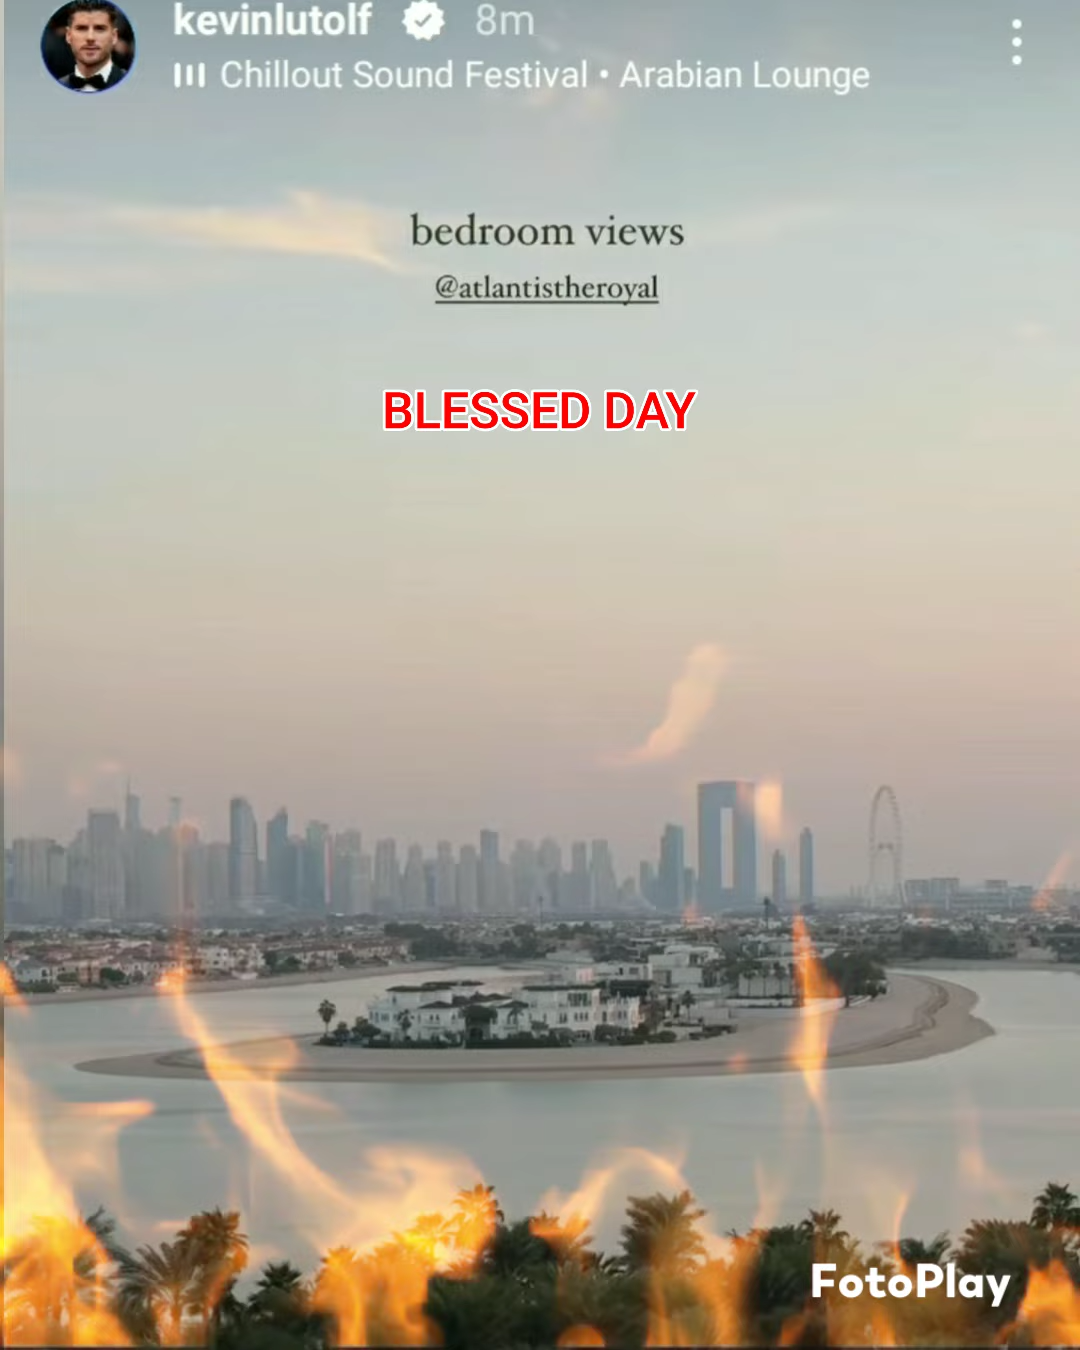 kevinlutolf 8m
Chillout Sound Festival • Arabian Lounge
bedroom views
@atlantistheroyal
BLESSED DAY
FotoPlay